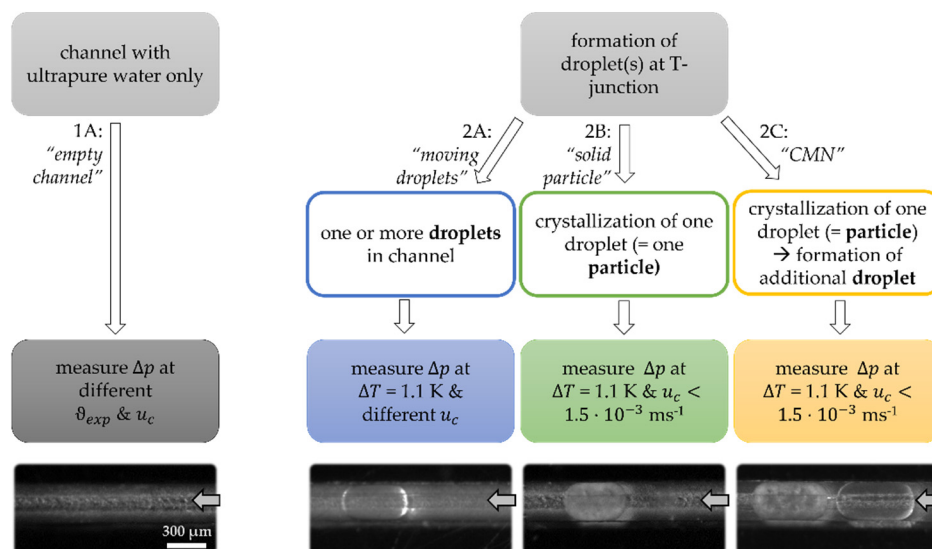 channel with
ultrapure water only
formation of
droplet(s) at T-
junction
1A:
“empty
channel”
2A:
“moving
droplets”
2B:
“solid
particle”
2C:
“CMN”
one or more droplets
in channel
crystallization of one
droplet (= one
particle)
crystallization of one
droplet (= particle)
→ formation of
additional droplet
measure Δp at
different
ϑexp & uc
measure Δp at
ΔT = 1.1 K &
different uc
measure Δp at
ΔT = 1.1 K & uc <
1.5 · 10⁻³ ms⁻¹
measure Δp at
ΔT = 1.1 K & uc <
1.5 · 10⁻³ ms⁻¹
300 µm